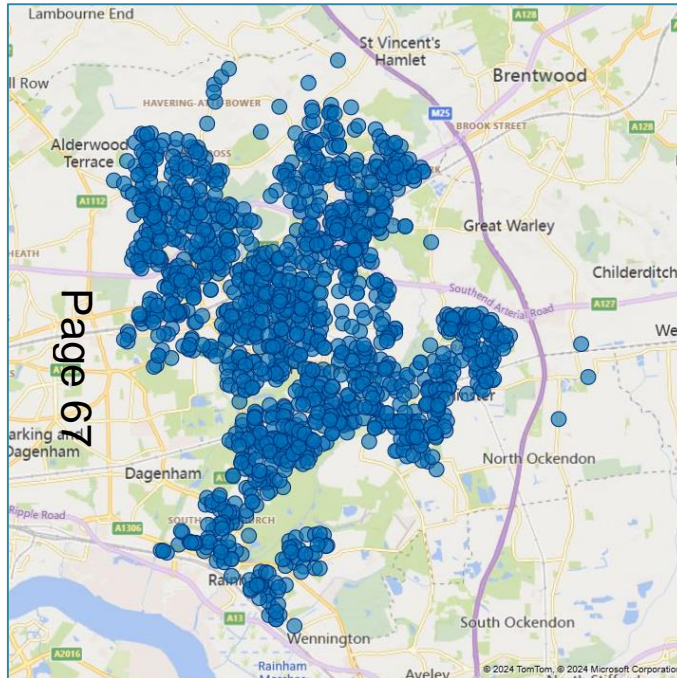 Lambourne End
A128
St Vincent's
Hamlet
A113
ll Row
Brentwood
HAVERING-ATTE-BOWER
M25
BROOK STREET
A128
Alderwood
Terrace
A1112
Great Warley
HEATH
Childerditch
Southend Arterial Road
A127
We
Page 67
arking and
Dagenham
North Ockendon
Dagenham
Ripple Road
A1306
A13
Wennington
South Ockendon
A2016
Rainham
Aveley
© 2024 TomTom, © 2024 Microsoft Corporation